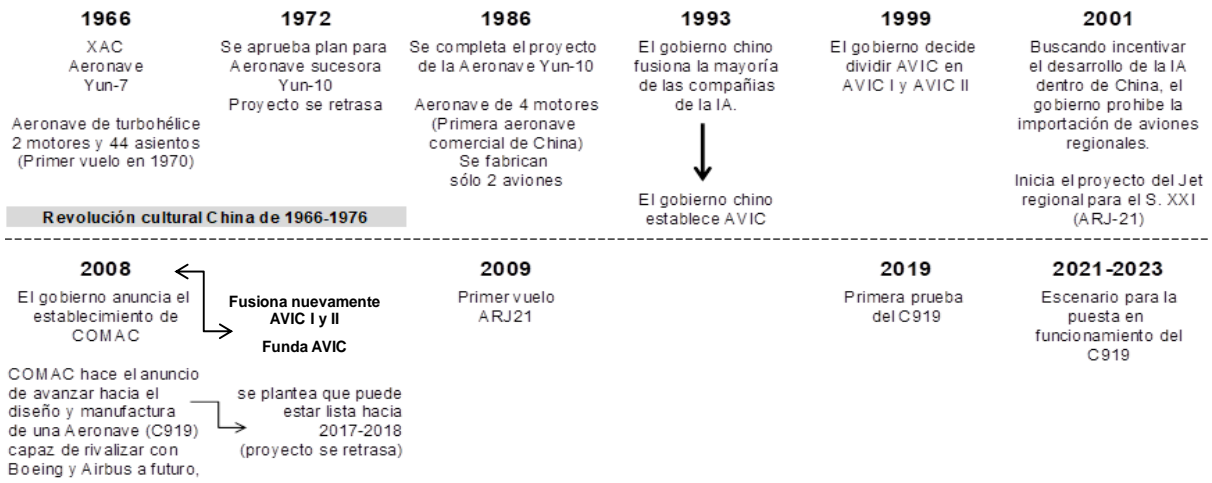 1966
XAC
Aeronave
Yun-7
Aeronave de turbohélice
2 motores y 44 asientos
(Primer vuelo en 1970)
1972
Se aprueba plan para
Aeronave sucesora
Yun-10
Proyecto se retrasa
Revolución cultural China de 1966-1976
1986
Se completa el proyecto
de la Aeronave Yun-10
Aeronave de 4 motores
(Primera aeronave
comercial de China)
Se fabrican
sólo 2 aviones
1993
El gobierno chino
fusiona la mayoría
de las compañias
de la IA.
El gobierno chino
establece AVIC
1999
El gobierno decide
dividir AVIC en
AVIC I y AVIC II
2001
Buscando incentivar
el desarrollo de la IA
dentro de China, el
gobierno prohibe la
importación de aviones
regionales.
Inicia el proyecto del Jet
regional para el S. XXI
(ARJ-21)
2008
El gobierno anuncia el
establecimiento de
COMAC
Fusiona nuevamente
AVIC I y II
Funda AVIC
COMAC hace el anuncio
de avanzar hacia el
diseño y manufactura
de una Aeronave (C919)
capaz de rivalizar con
Boeing y Airbus a futuro,
se plantea que puede
estar lista hacia
2017-2018
(proyecto se retrasa)
2009
Primer vuelo
ARJ21
2019
Primera prueba
del C919
2021-2023
Escenario para la
puesta en
funcionamiento del
C919